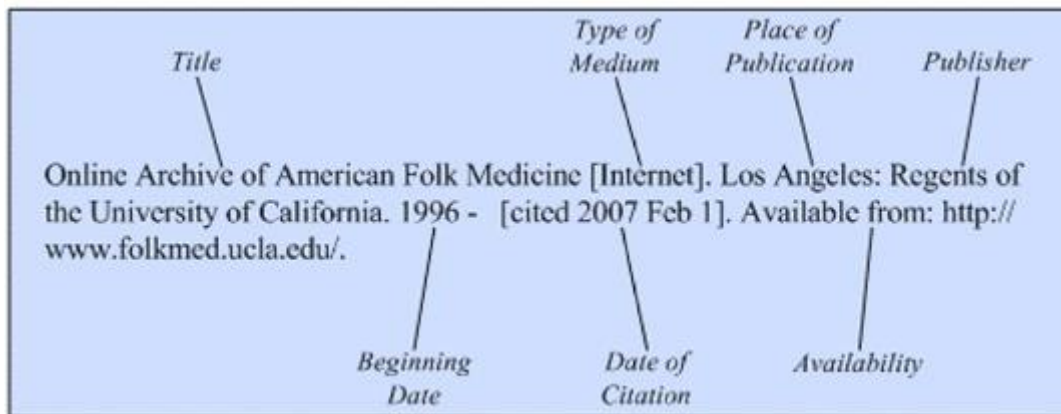 Type of Place of
Title Medium Publication Publisher
Online Archive of American Folk Medicine [Internet]. Los Angeles: Regents of
the University of California. 1996 - [cited 2007 Feb 1]. Available from: http://
www.folkmed.ucla.edu/.
Beginning Date of Availability
Date Citation